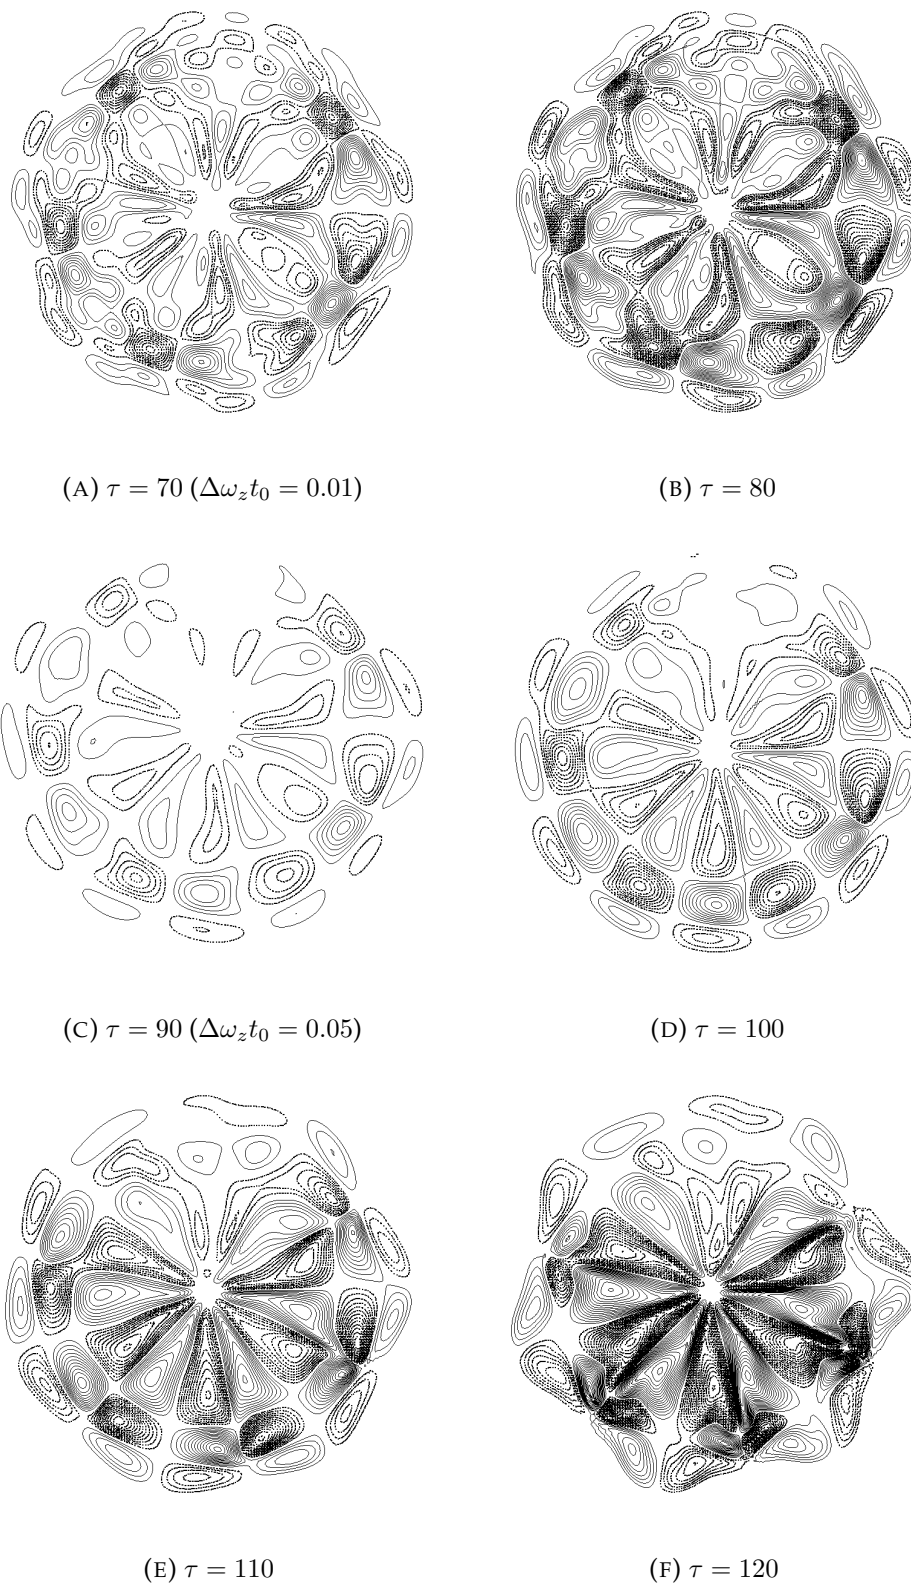 (A) τ = 70 (Δω_z t_0 = 0.01)
(B) τ = 80
(C) τ = 90 (Δω_z t_0 = 0.05)
(D) τ = 100
(E) τ = 110
(F) τ = 120